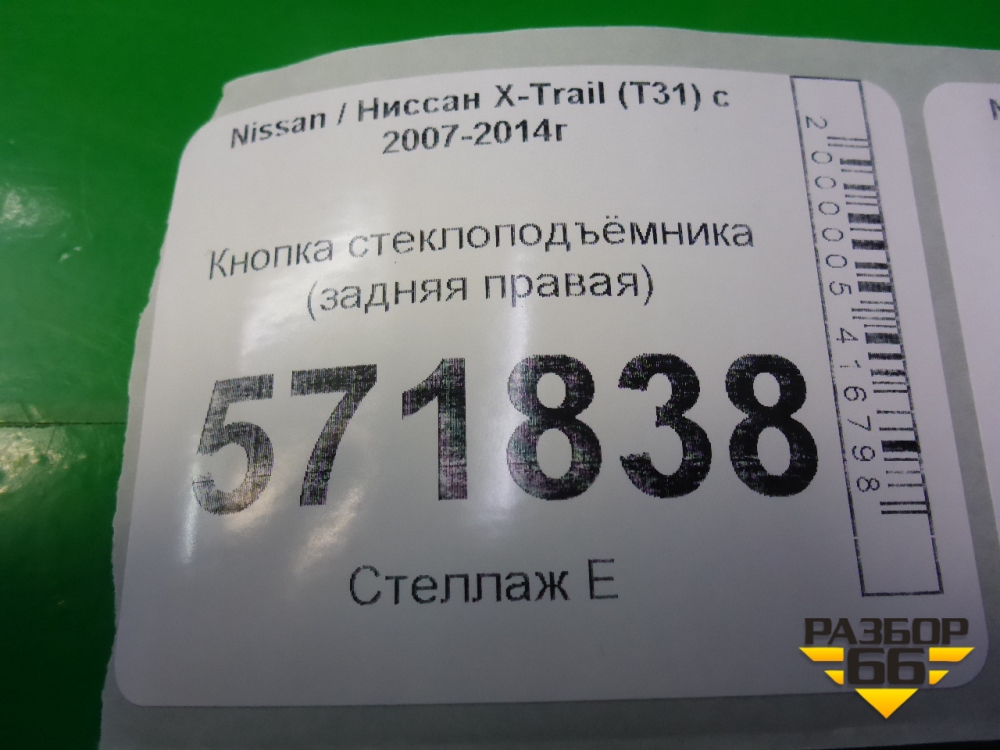 Nissan / Ниссан X-Trail (T31) с
2007-2014г
Кнопка стеклоподъёмника
(задняя правая)
571838
Стеллаж Е
2000005416798
РАЗБОР
66